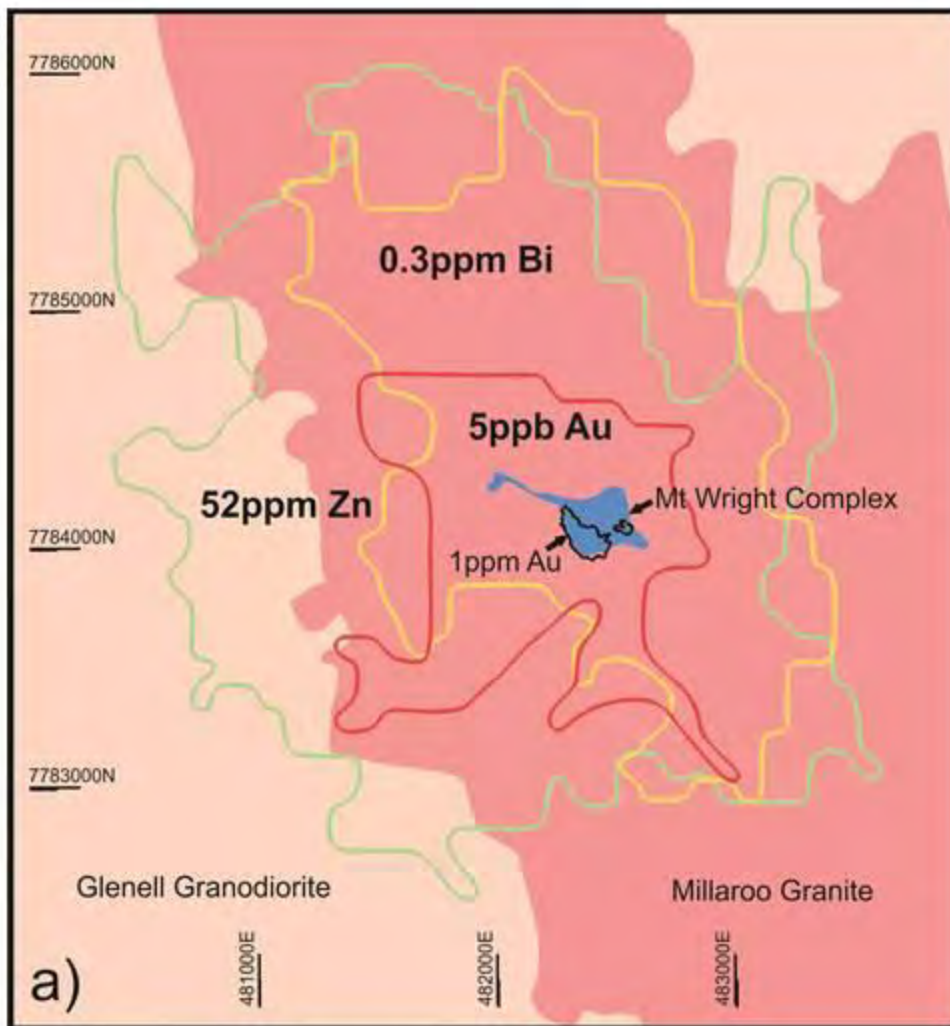 7786000N
0.3ppm Bi
7785000N
5ppb Au
52ppm Zn
Mt Wright Complex
7784000N
1ppm Au
7783000N
Glenell Granodiorite
Millaroo Granite
a)
481000E
482000E
483000E